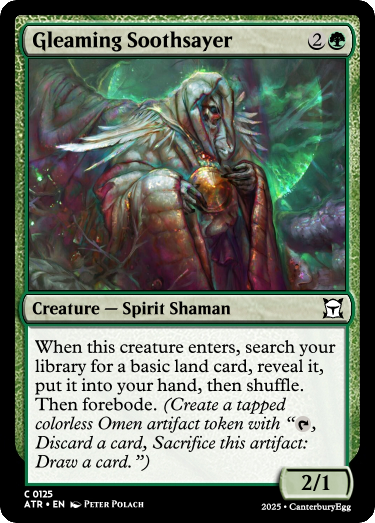 Gleaming Soothsayer 2
Creature — Spirit Shaman
When this creature enters, search your
library for a basic land card, reveal it,
put it into your hand, then shuffle.
Then forebode. (Create a tapped
colorless Omen artifact token with “,
Discard a card, Sacrifice this artifact:
Draw a card.”)
2/1
C 0125
ATR • EN Peter Polach
2025 • CanterburyEgg